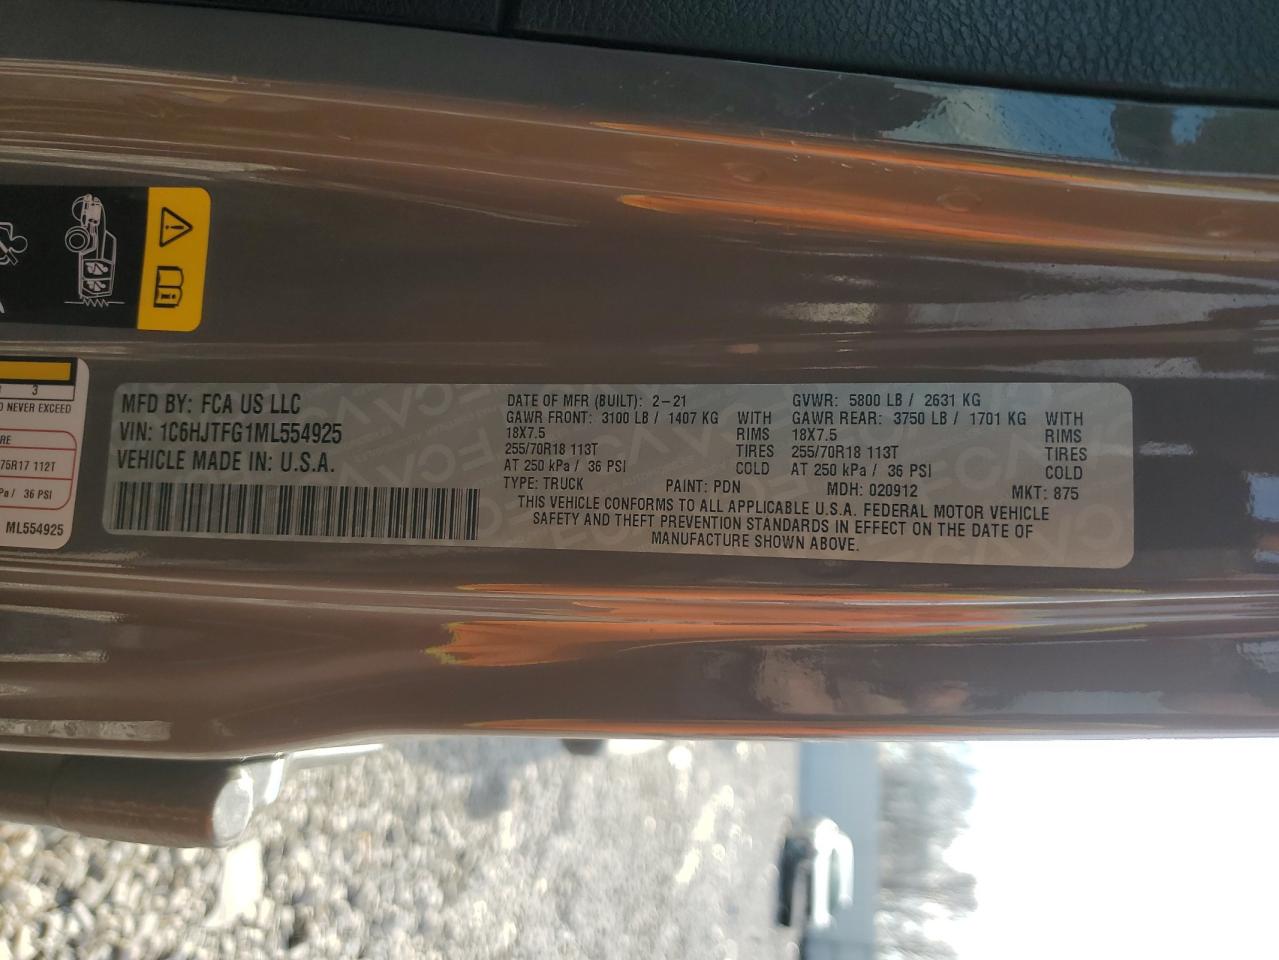 MFD BY: FCA US LLC
VIN: 1C6HJTFG1ML554925
VEHICLE MADE IN: U.S.A.
DATE OF MFR (BUILT): 2-21
GVWR: 5800 LB / 2631 KG
GAWR FRONT: 3100 LB / 1407 KG WITH
18X7.5 RIMS
255/70R18 113T TIRES
AT 250 kPa / 36 PSI COLD
GAWR REAR: 3750 LB / 1701 KG WITH
18X7.5 RIMS
255/70R18 113T TIRES
AT 250 kPa / 36 PSI COLD
TYPE: TRUCK PAINT: PDN MDH: 020912 MKT: 875
THIS VEHICLE CONFORMS TO ALL APPLICABLE U.S.A. FEDERAL MOTOR VEHICLE
SAFETY AND THEFT PREVENTION STANDARDS IN EFFECT ON THE DATE OF
MANUFACTURE SHOWN ABOVE.
3
NEVER EXCEED
75R17 112T
/ 36 PSI
ML554925